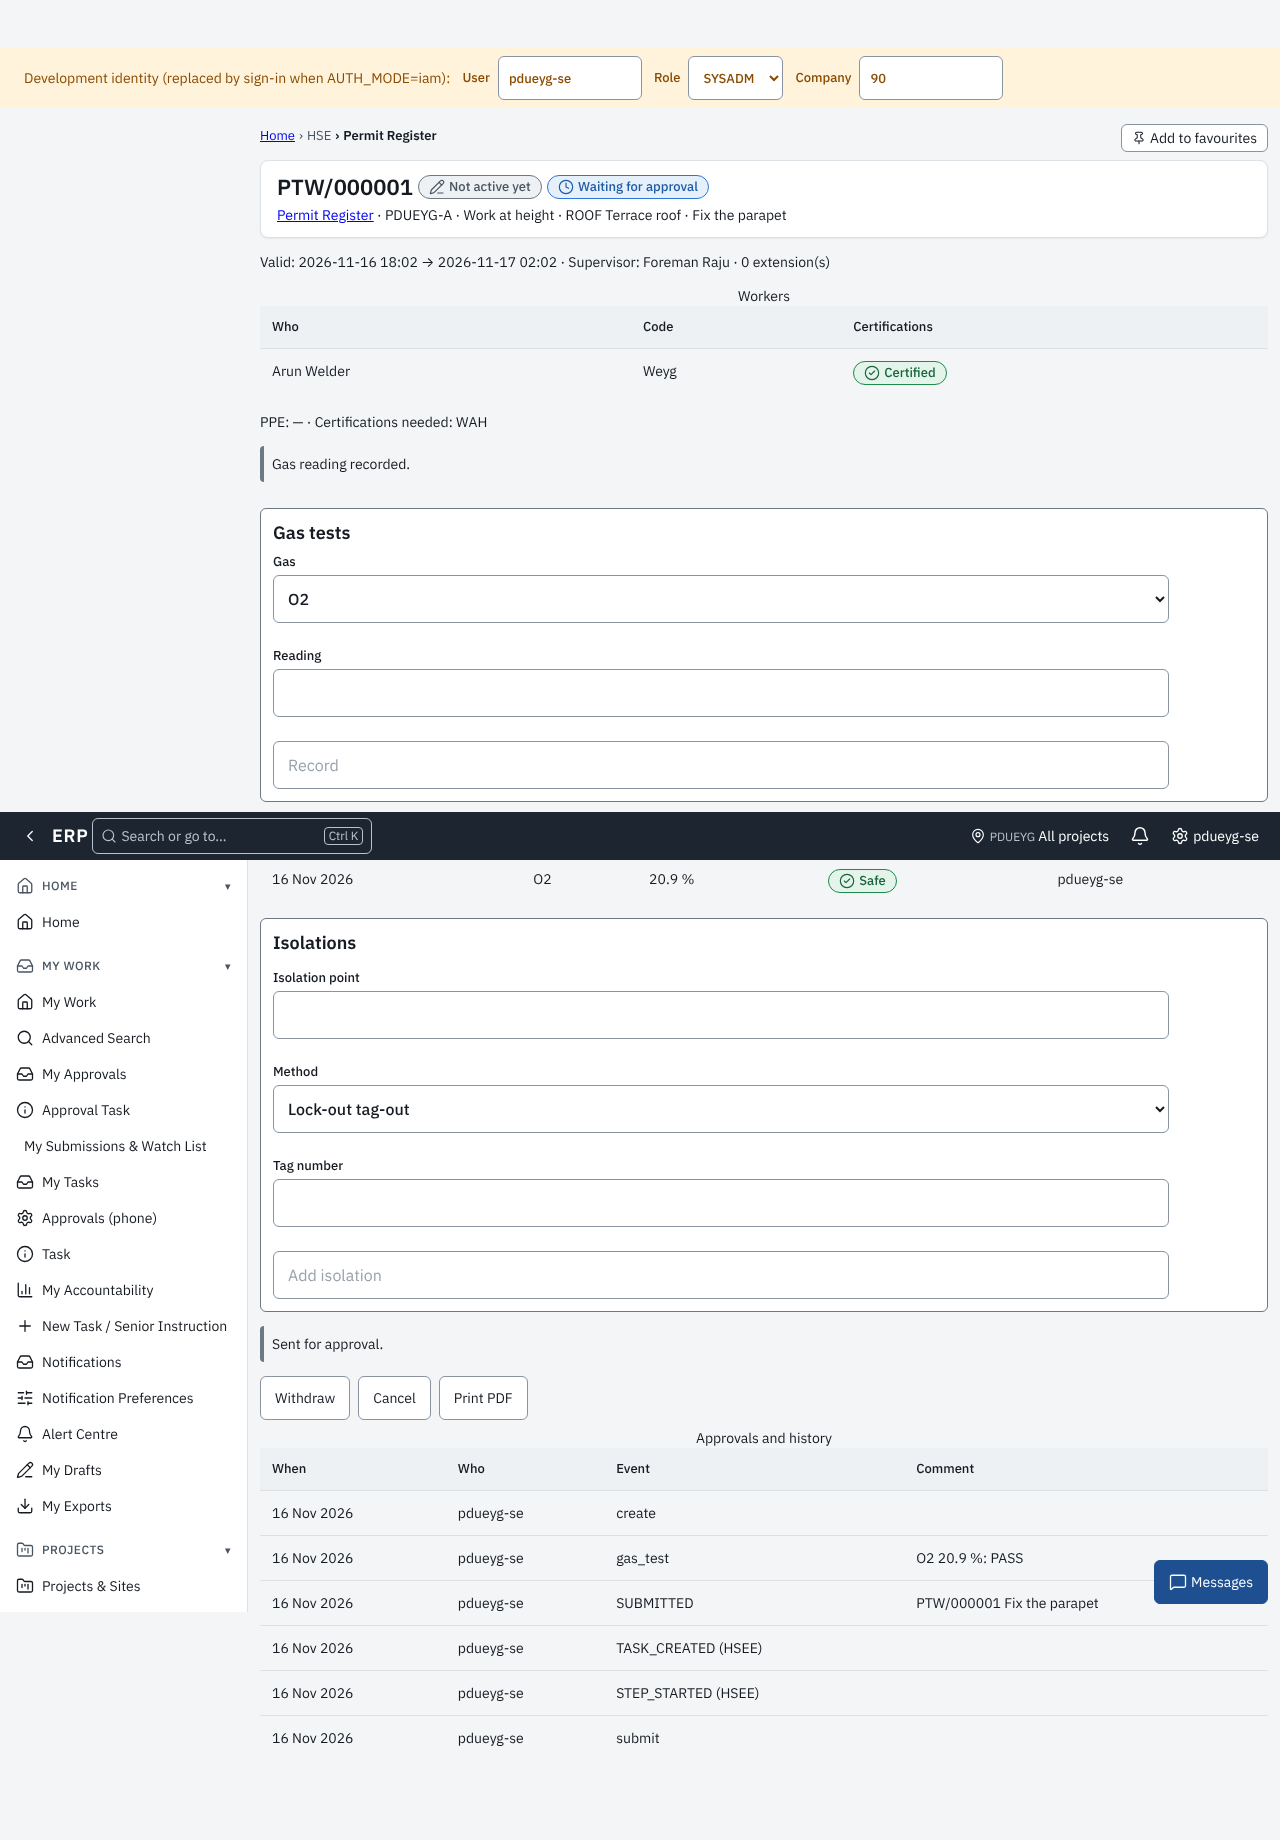 Development identity (replaced by sign-in when AUTH_MODE=iam): User pdueyg-se Role SYSADM Company 90
Home › HSE › Permit Register
Add to favourites
PTW/000001 Not active yet Waiting for approval
Permit Register · PDUEYG-A · Work at height · ROOF Terrace roof · Fix the parapet
Valid: 2026-11-16 18:02 → 2026-11-17 02:02 · Supervisor: Foreman Raju · 0 extension(s)
Workers
Who Code Certifications
Arun Welder Weyg Certified
PPE: — · Certifications needed: WAH
Gas reading recorded.
Gas tests
Gas
O2
Reading
Record
ERP Search or go to... Ctrl K PDUEYG All projects pdueyg-se
16 Nov 2026 O2 20.9 % Safe pdueyg-se
HOME
Home
MY WORK
My Work
Advanced Search
My Approvals
Approval Task
My Submissions & Watch List
My Tasks
Approvals (phone)
Task
My Accountability
New Task / Senior Instruction
Notifications
Notification Preferences
Alert Centre
My Drafts
My Exports
PROJECTS
Projects & Sites
Isolations
Isolation point
Method
Lock-out tag-out
Tag number
Add isolation
Sent for approval.
Withdraw Cancel Print PDF
Approvals and history
When Who Event Comment
16 Nov 2026 pdueyg-se create
16 Nov 2026 pdueyg-se gas_test O2 20.9 %: PASS
16 Nov 2026 pdueyg-se SUBMITTED PTW/000001 Fix the parapet
Messages
16 Nov 2026 pdueyg-se TASK_CREATED (HSEE)
16 Nov 2026 pdueyg-se STEP_STARTED (HSEE)
16 Nov 2026 pdueyg-se submit